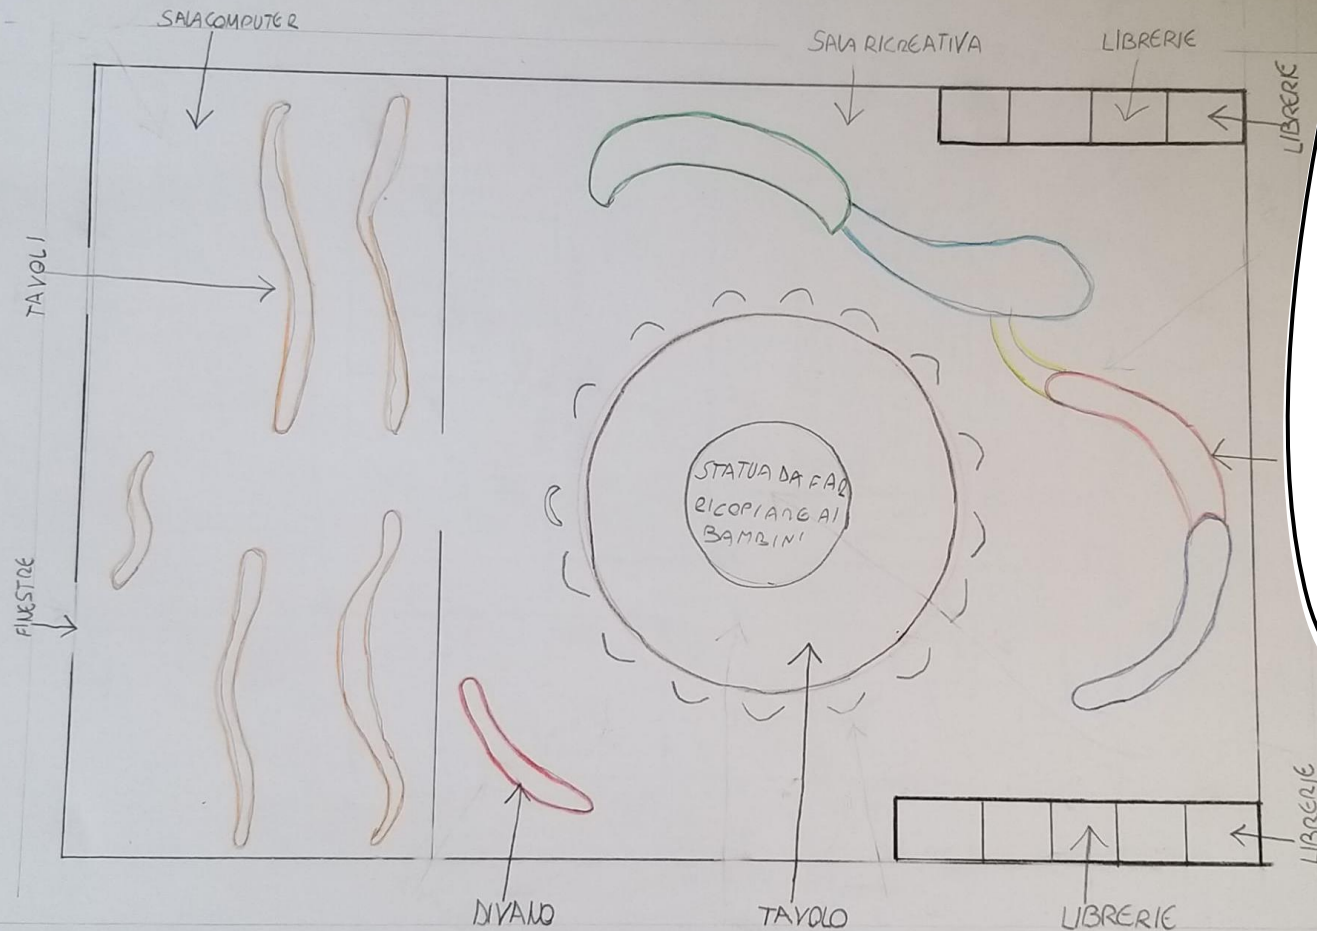 SALA COMPUTER
SALA RICREATIVA
LIBRERIE
LIBRERIE
TAVOLI
STATUA DA FAR
RICOPIARE AI
BAMBINI
FINESTRE
LIBRERIE
DIVANO
TAVOLO
LIBRERIE